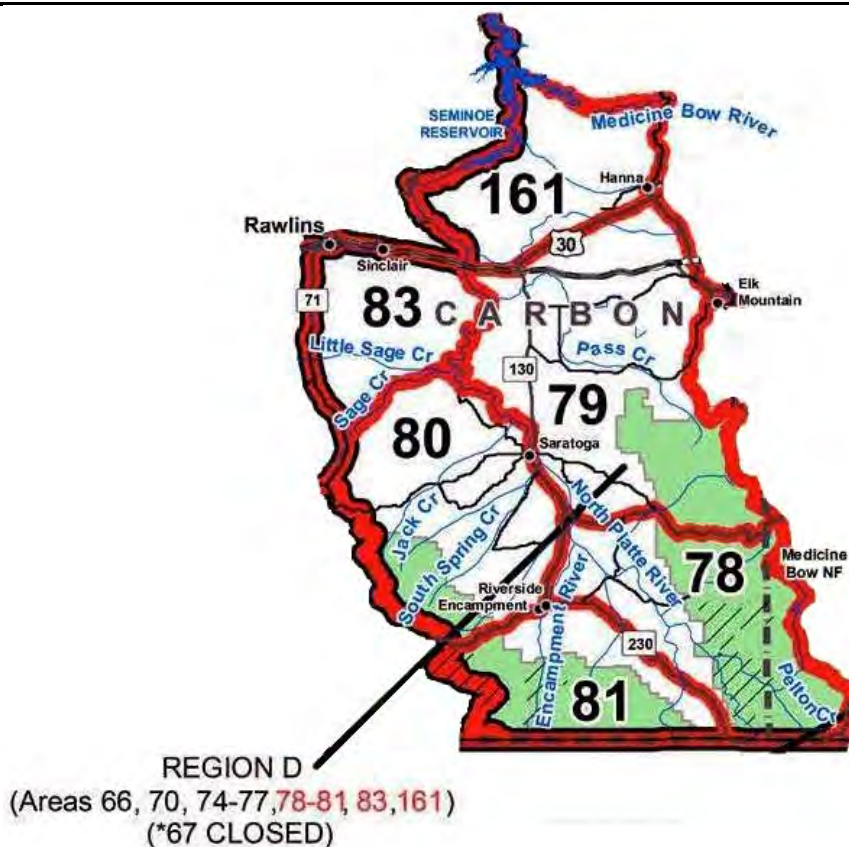 SEMINOE
RESERVOIR
Medicine Bow River
Hanna
161
Rawlins
30
Sinclair
Elk
Mountain
71
83
CARBON
Little Sage Cr
Pass Cr
130
Sage Cr
79
80
Saratoga
Jack Cr
North Platte River
South Spring Cr
78
Medicine
Bow NF
Riverside
Encampment
Encampment River
230
81
Pelton Cr
REGION D
(Areas 66, 70, 74-77,78-81, 83,161)
(*67 CLOSED)